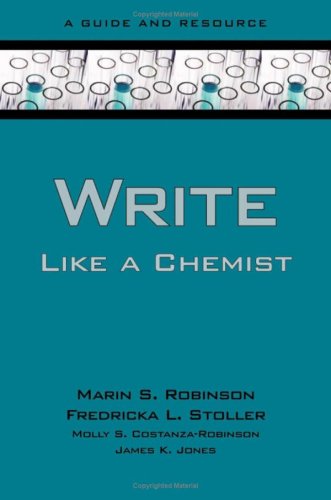 A GUIDE AND RESOURCE
WRITE
LIKE A CHEMIST
MARIN S. ROBINSON
FREDRICKA L. STOLLER
MOLLY S. COSTANZA-ROBINSON
JAMES K. JONES